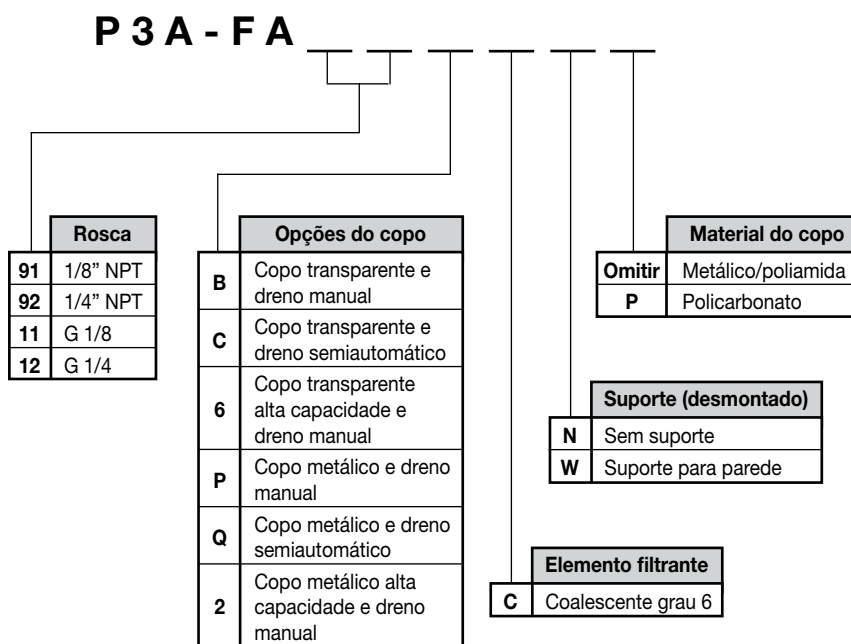 P3A-FA
Rosca
91 1/8” NPT
92 1/4” NPT
11 G 1/8
12 G 1/4
Opções do copo
B Copo transparente e
dreno manual
C Copo transparente e
dreno semiautomático
6 Copo transparente
alta capacidade e
dreno manual
P Copo metálico e dreno
manual
Q Copo metálico e dreno
semiautomático
2 Copo metálico alta
capacidade e dreno
manual
Material do copo
Omitir Metálico/poliamida
P Policarbonato
Suporte (desmontado)
N Sem suporte
W Suporte para parede
Elemento filtrante
C Coalescente grau 6